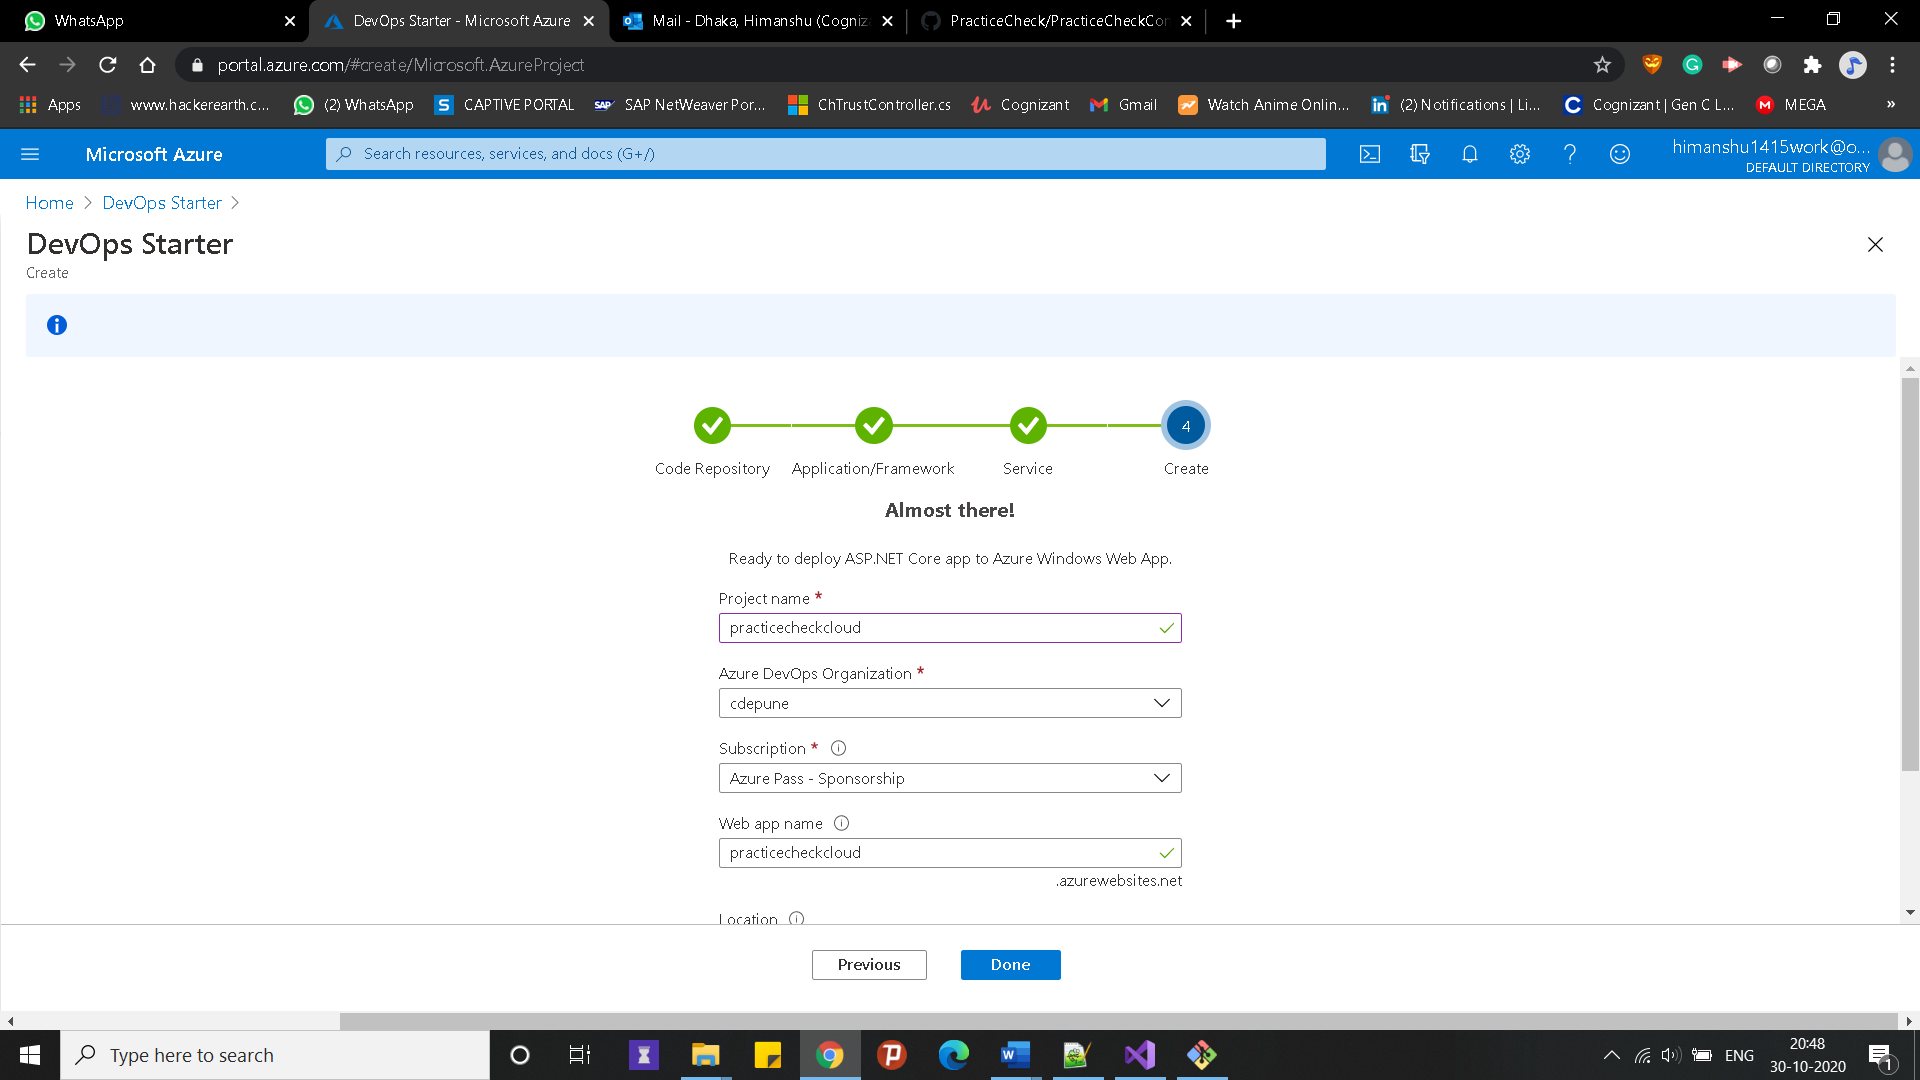 WhatsApp
DevOps Starter - Microsoft Azure
Mail - Dhaka, Himanshu (Cogniz
PracticeCheck/PracticeCheckCor
portal.azure.com/#create/Microsoft.AzureProject
Apps
www.hackerearth.c...
(2) WhatsApp
CAPTIVE PORTAL
SAP NetWeaver Por...
ChTrustController.cs
Cognizant
Gmail
Watch Anime Onlin...
(2) Notifications | Li...
Cognizant | Gen C L...
MEGA
»
Microsoft Azure
Search resources, services, and docs (G+/)
himanshu1415work@o...
DEFAULT DIRECTORY
Home > DevOps Starter >
DevOps Starter
Create
4
Code Repository
Application/Framework
Service
Create
Almost there!
Ready to deploy ASP.NET Core app to Azure Windows Web App.
Project name *
practicecheckcloud
Azure DevOps Organization *
cdepune
Subscription *
Azure Pass - Sponsorship
Web app name
practicecheckcloud
.azurewebsites.net
Location
Previous
Done
Type here to search
ENG
20:48
30-10-2020
1